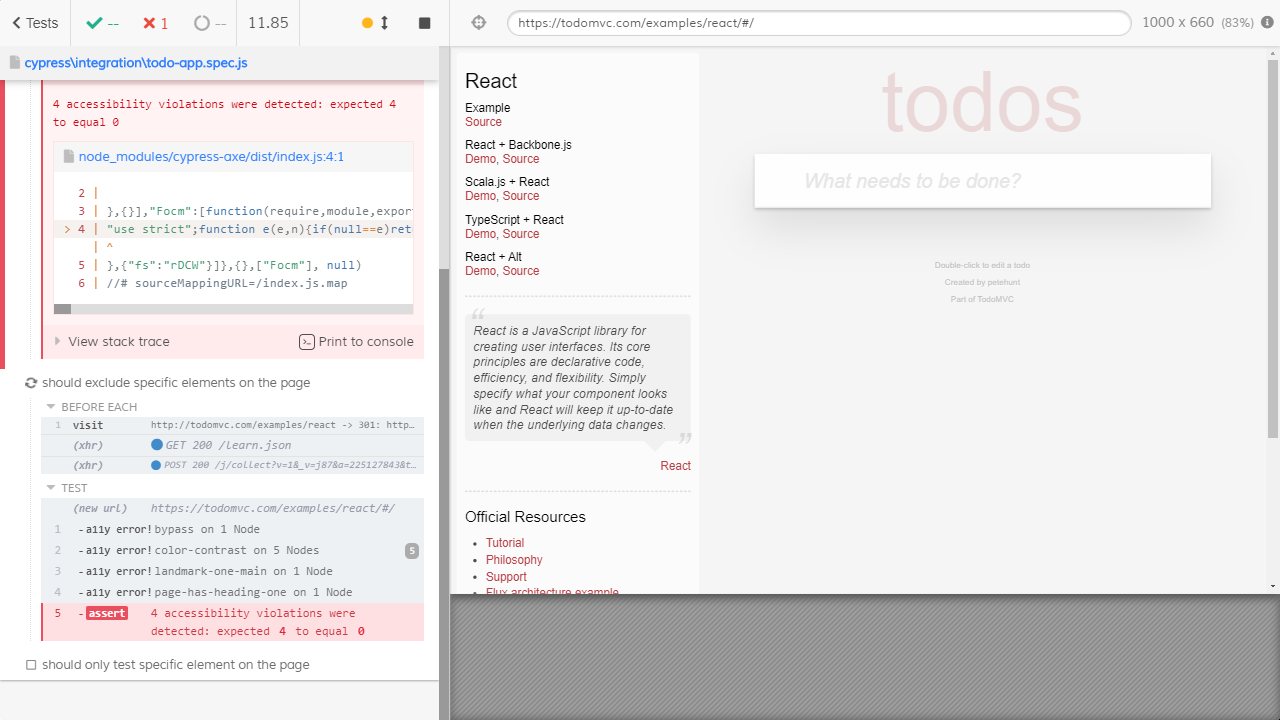 Tests
--
1
--
11.85
https://todomvc.com/examples/react/#/
1000 x 660 (83%)
cypress\integration\todo-app.spec.js
4 accessibility violations were detected: expected 4
to equal 0
node_modules/cypress-axe/dist/index.js:4:1
2 |
3 | },{}],"Focm":[function(require,module,expor
> 4 | "use strict";function e(e,n){if(null==e)ret
| ^
5 | },{"fs":"rDCW"}]},{},["Focm"], null)
6 | //# sourceMappingURL=/index.js.map
View stack trace
Print to console
should exclude specific elements on the page
BEFORE EACH
1 visit http://todomvc.com/examples/react -> 301: http...
(xhr) GET 200 /learn.json
(xhr) POST 200 /j/collect?v=1&_v=j87&a=225127843&t...
TEST
(new url) https://todomvc.com/examples/react/#/
1 -a11y error! bypass on 1 Node
2 -a11y error! color-contrast on 5 Nodes 5
3 -a11y error! landmark-one-main on 1 Node
4 -a11y error! page-has-heading-one on 1 Node
5 -assert 4 accessibility violations were
detected: expected 4 to equal 0
should only test specific element on the page
React
Example
Source
React + Backbone.js
Demo, Source
Scala.js + React
Demo, Source
TypeScript + React
Demo, Source
React + Alt
Demo, Source
“
React is a JavaScript library for
creating user interfaces. Its core
principles are declarative code,
efficiency, and flexibility. Simply
specify what your component looks
like and React will keep it up-to-date
when the underlying data changes.
”
React
Official Resources
• Tutorial
• Philosophy
• Support
• Flux architecture example
todos
What needs to be done?
Double-click to edit a todo
Created by petehunt
Part of TodoMVC